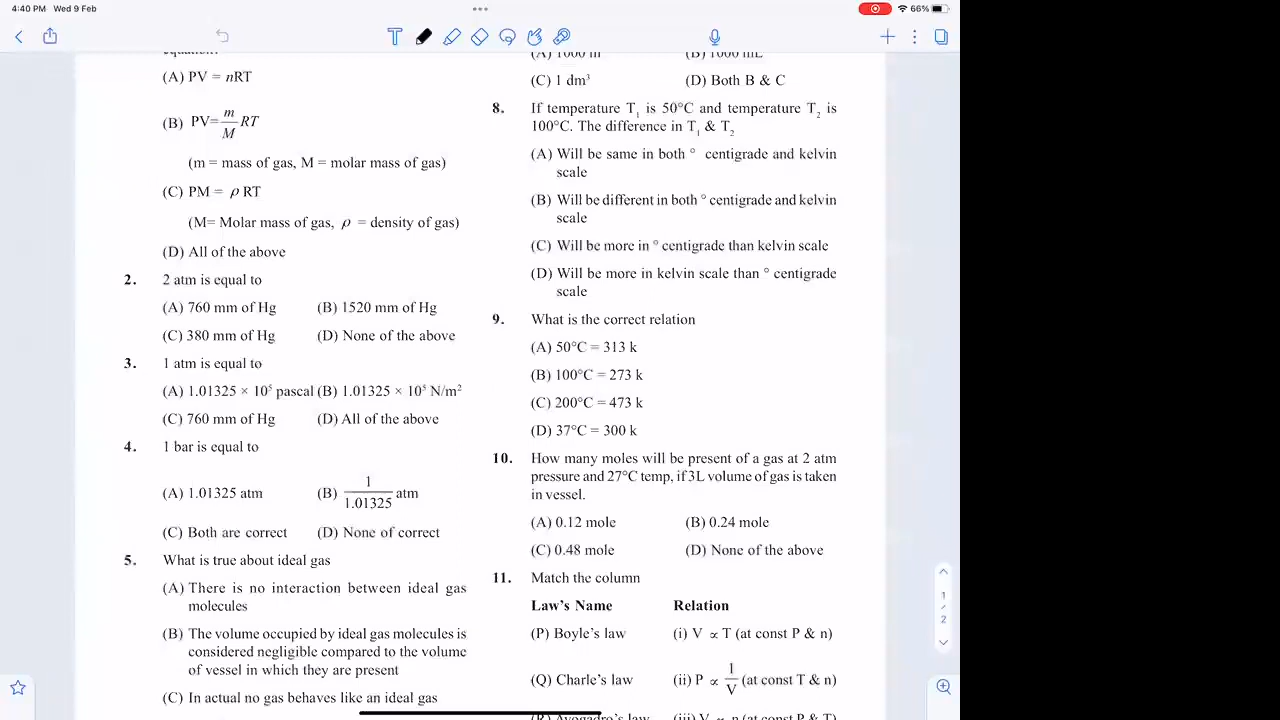 4:40 PM Wed 9 Feb
66%
(A) PV = nRT
(B) PV= m/M RT
(m = mass of gas, M = molar mass of gas)
(C) PM = ρ RT
(M= Molar mass of gas, ρ = density of gas)
(D) All of the above
2. 2 atm is equal to
(A) 760 mm of Hg (B) 1520 mm of Hg
(C) 380 mm of Hg (D) None of the above
3. 1 atm is equal to
(A) 1.01325 × 10⁵ pascal (B) 1.01325 × 10⁵ N/m²
(C) 760 mm of Hg (D) All of the above
4. 1 bar is equal to
(A) 1.01325 atm (B) 1/1.01325 atm
(C) Both are correct (D) None of correct
5. What is true about ideal gas
(A) There is no interaction between ideal gas
molecules
(B) The volume occupied by ideal gas molecules is
considered negligible compared to the volume
of vessel in which they are present
(C) In actual no gas behaves like an ideal gas
(C) 1 dm³ (D) Both B & C
8. If temperature T₁ is 50°C and temperature T₂ is
100°C. The difference in T₁ & T₂
(A) Will be same in both ° centigrade and kelvin
scale
(B) Will be different in both ° centigrade and kelvin
scale
(C) Will be more in ° centigrade than kelvin scale
(D) Will be more in kelvin scale than ° centigrade
scale
9. What is the correct relation
(A) 50°C = 313 k
(B) 100°C = 273 k
(C) 200°C = 473 k
(D) 37°C = 300 k
10. How many moles will be present of a gas at 2 atm
pressure and 27°C temp, if 3L volume of gas is taken
in vessel.
(A) 0.12 mole (B) 0.24 mole
(C) 0.48 mole (D) None of the above
11. Match the column
Law's Name Relation
(P) Boyle's law (i) V ∝ T (at const P & n)
(Q) Charle's law (ii) P ∝ 1/V (at const T & n)
(R) Avogadro's law (iii) V ∝ n (at const P & T)
1
/
2